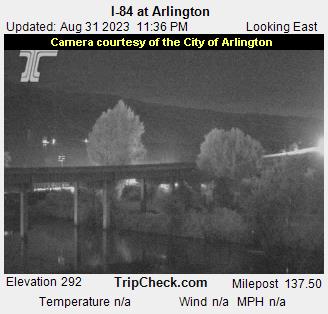 I-84 at Arlington
Updated: Aug 31 2023 11:36 PM Looking East
Camera courtesy of the City of Arlington
Elevation 292 TripCheck.com Milepost 137.50
Temperature n/a Wind n/a MPH n/a